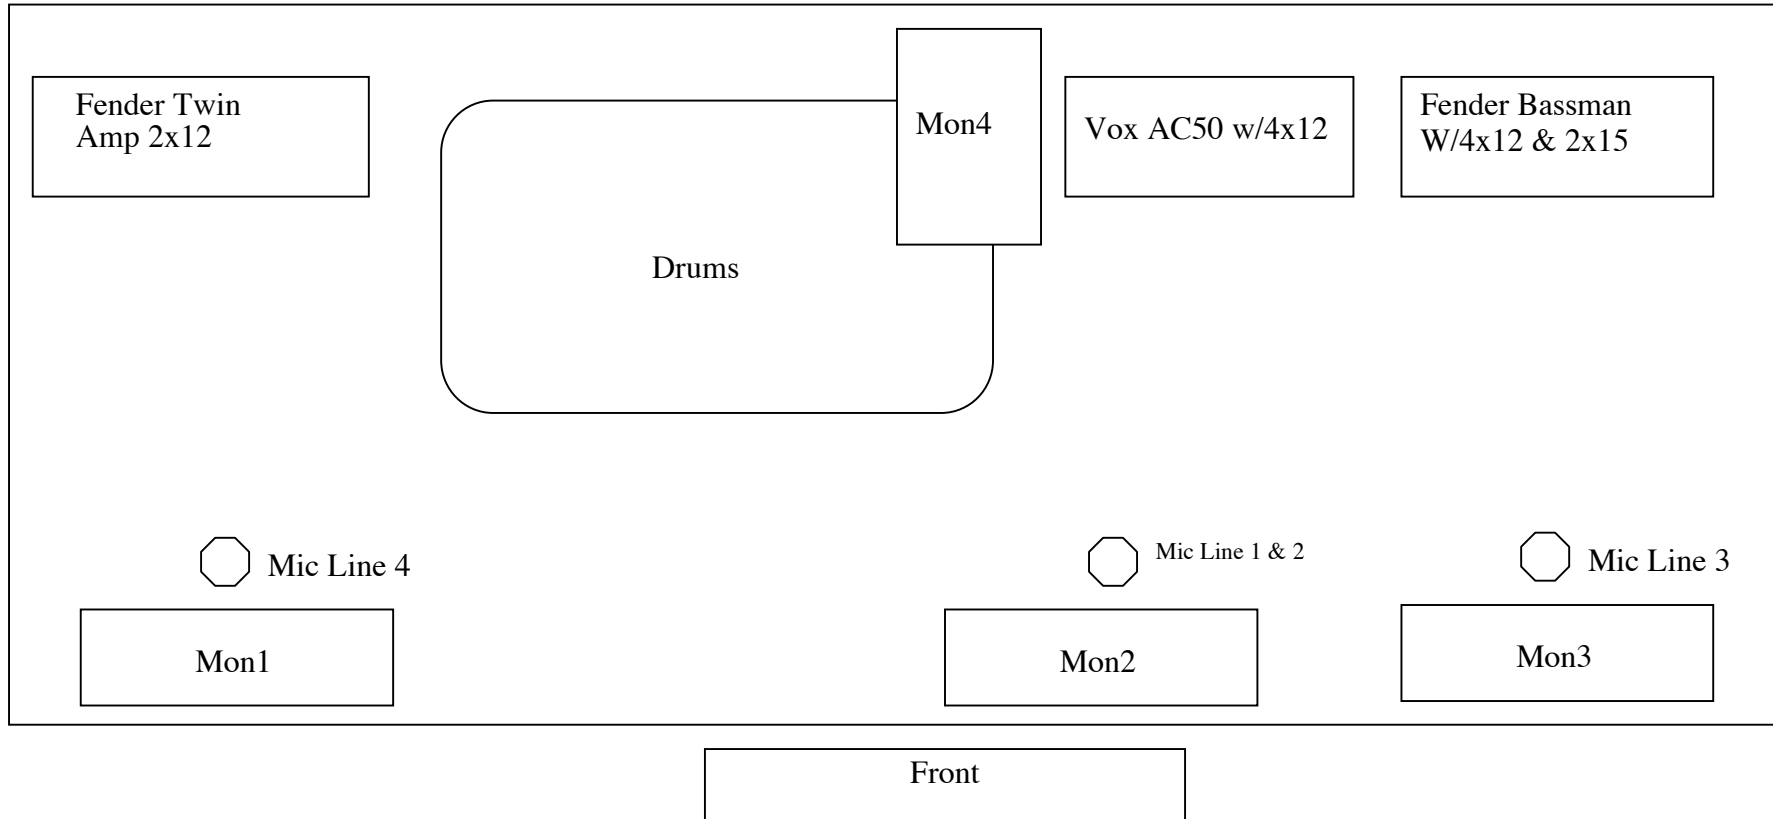 Fender Twin
Amp 2x12
Mon4
Vox AC50 w/4x12
Fender Bassman
W/4x12 & 2x15
Drums
Mic Line 4
Mic Line 1 & 2
Mic Line 3
Mon1
Mon2
Mon3
Front